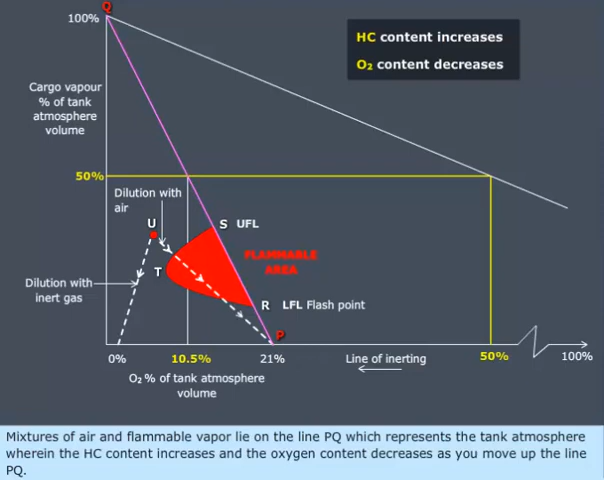 Q
100%
HC content increases
O₂ content decreases
Cargo vapour
% of tank
atmosphere
volume
50%
Dilution with
air
U
S UFL
FLAMMABLE
AREA
T
Dilution with
inert gas
R LFL Flash point
P
0%
10.5%
21%
Line of inerting
50%
100%
O₂ % of tank atmosphere
volume
Mixtures of air and flammable vapor lie on the line PQ which represents the tank atmosphere
wherein the HC content increases and the oxygen content decreases as you move up the line
PQ.